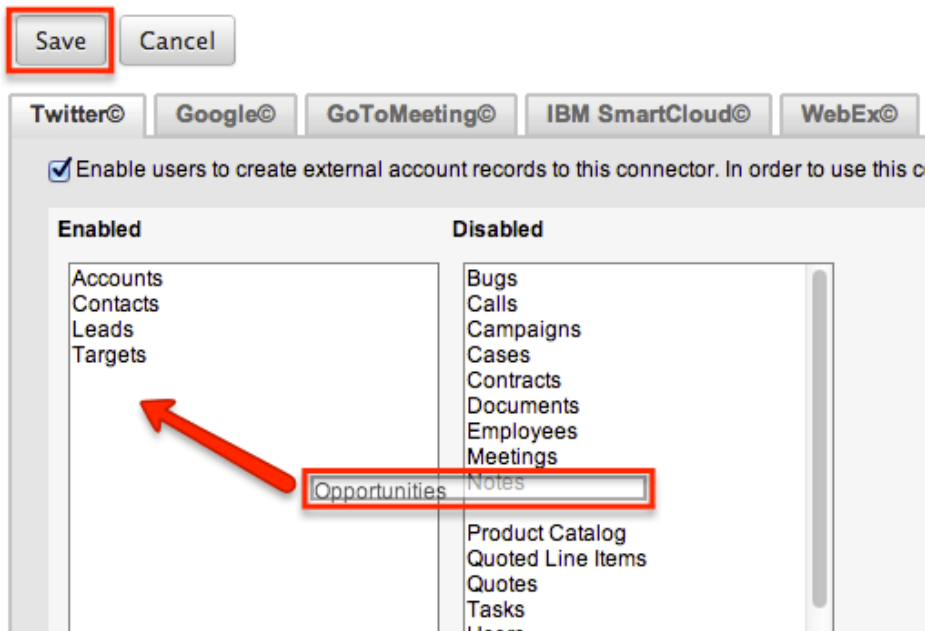 Save Cancel
Twitter© Google© GoToMeeting© IBM SmartCloud© WebEx©
Enable users to create external account records to this connector. In order to use this
Enabled
Accounts
Contacts
Leads
Targets
Disabled
Bugs
Calls
Campaigns
Cases
Contracts
Documents
Employees
Meetings
Notes
Opportunities
Product Catalog
Quoted Line Items
Quotes
Tasks